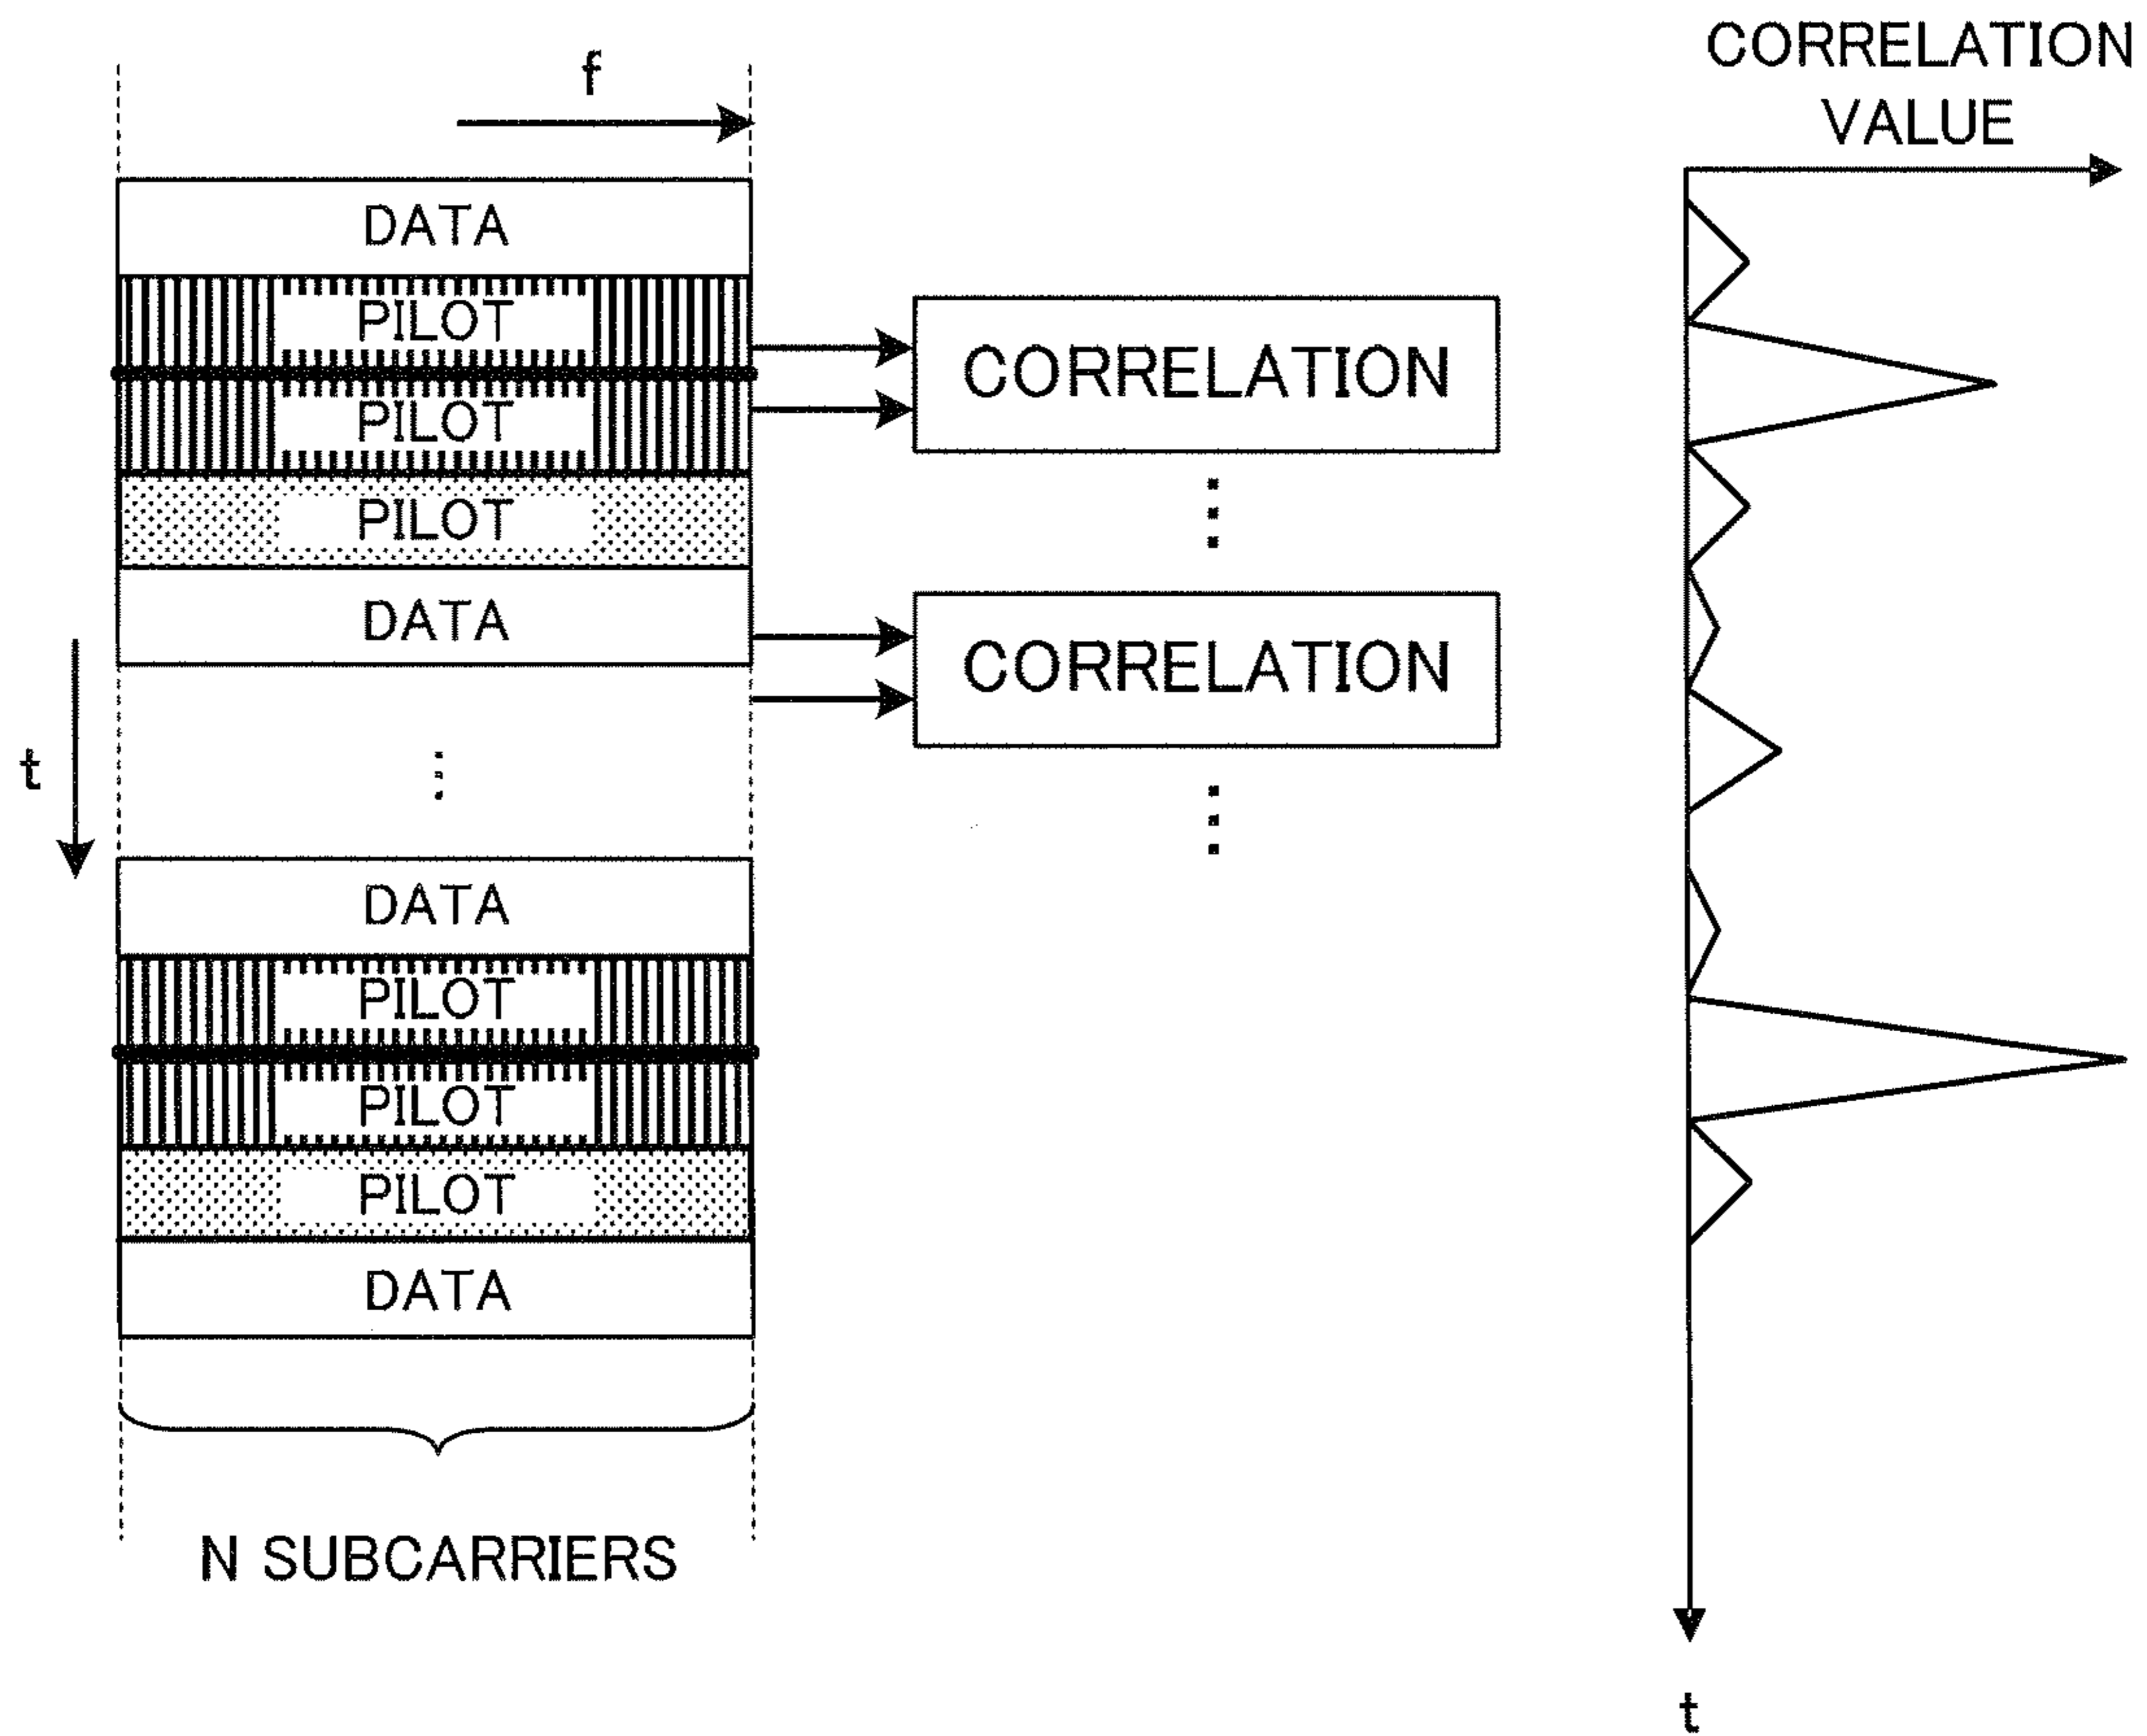 f
CORRELATION
VALUE
DATA
PILOT
PILOT
PILOT
DATA
CORRELATION
CORRELATION
t
DATA
PILOT
PILOT
PILOT
DATA
N SUBCARRIERS
t